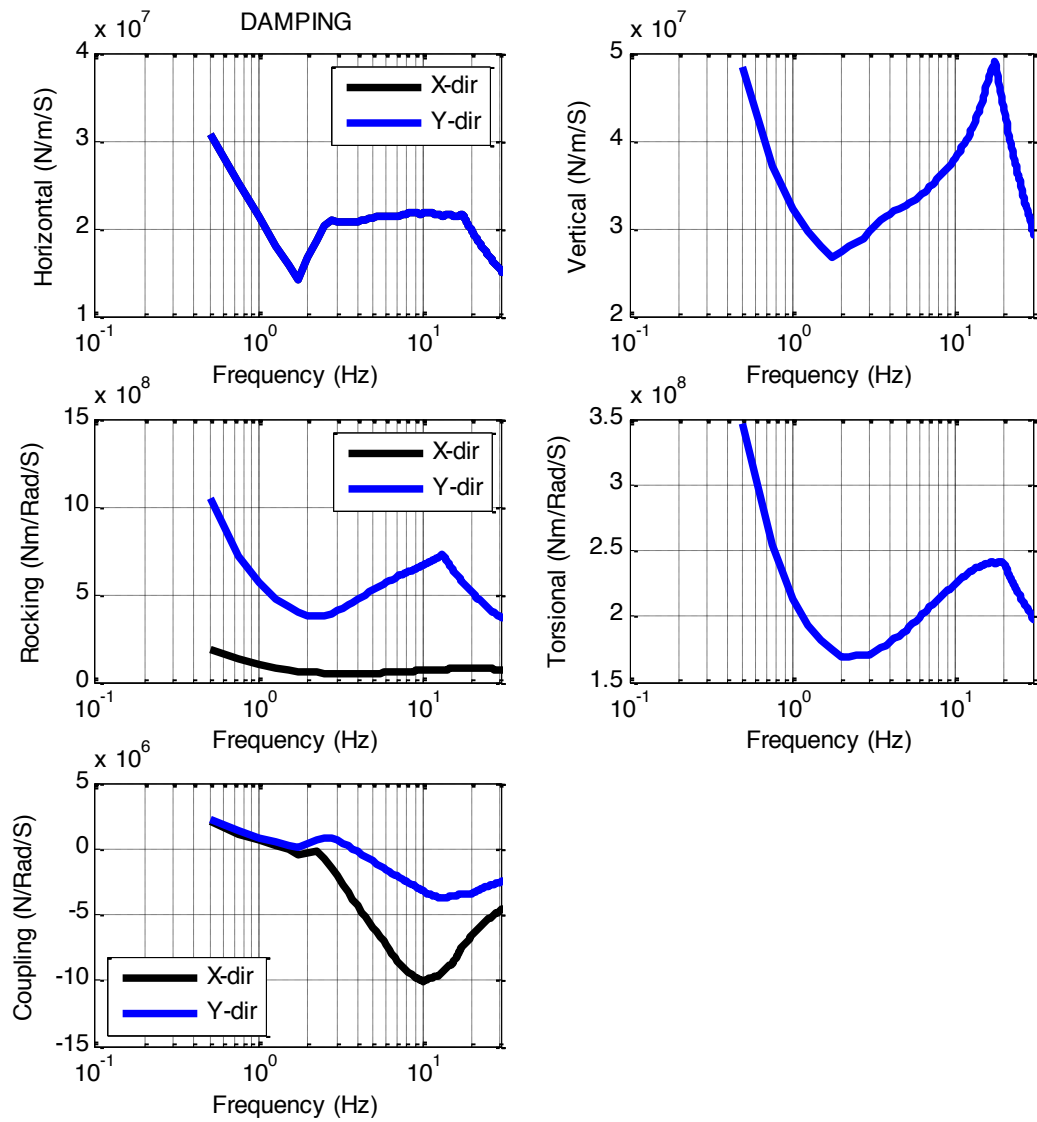 x 10^7
DAMPING
4
3
2
1
Horizontal (N/m/S)
X-dir
Y-dir
10^-1 10^0 10^1
Frequency (Hz)
x 10^7
5
4
3
2
Vertical (N/m/S)
10^-1 10^0 10^1
Frequency (Hz)
x 10^8
15
10
5
0
Rocking (Nm/Rad/S)
X-dir
Y-dir
10^-1 10^0 10^1
Frequency (Hz)
x 10^8
3.5
3
2.5
2
1.5
Torsional (Nm/Rad/S)
10^-1 10^0 10^1
Frequency (Hz)
x 10^6
5
0
-5
-10
-15
Coupling (N/Rad/S)
X-dir
Y-dir
10^-1 10^0 10^1
Frequency (Hz)